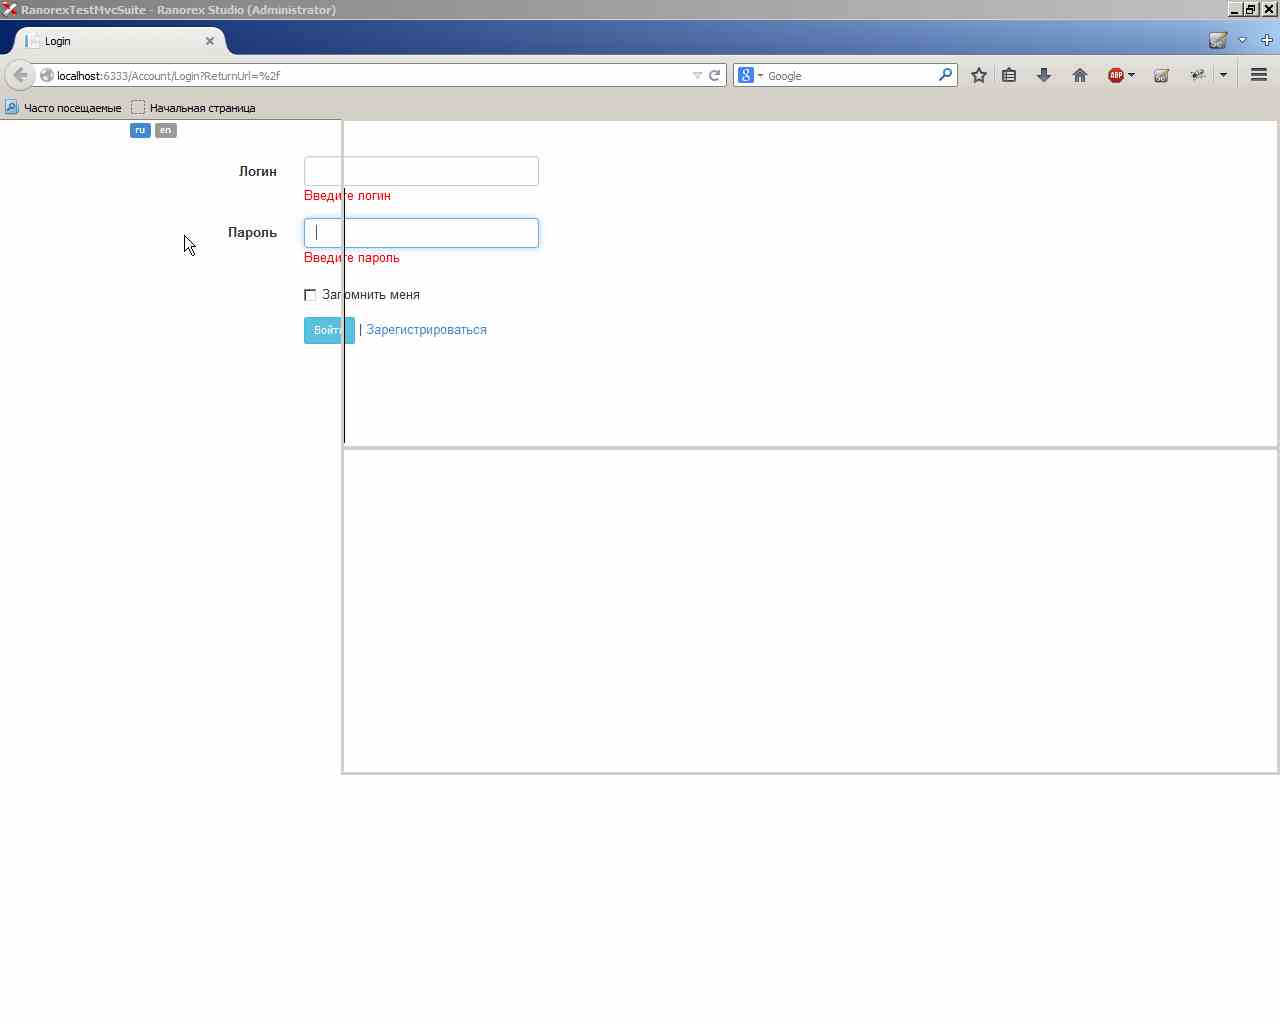 RanorexTestMvcSuite - Ranorex Studio (Administrator)
Login
localhost:6333/Account/Login?ReturnUrl=%2f
Google
ABP
Часто посещаемые
Начальная страница
ru en
Логин
Введите логин
Пароль
Введите пароль
Запомнить меня
Войти | Зарегистрироваться